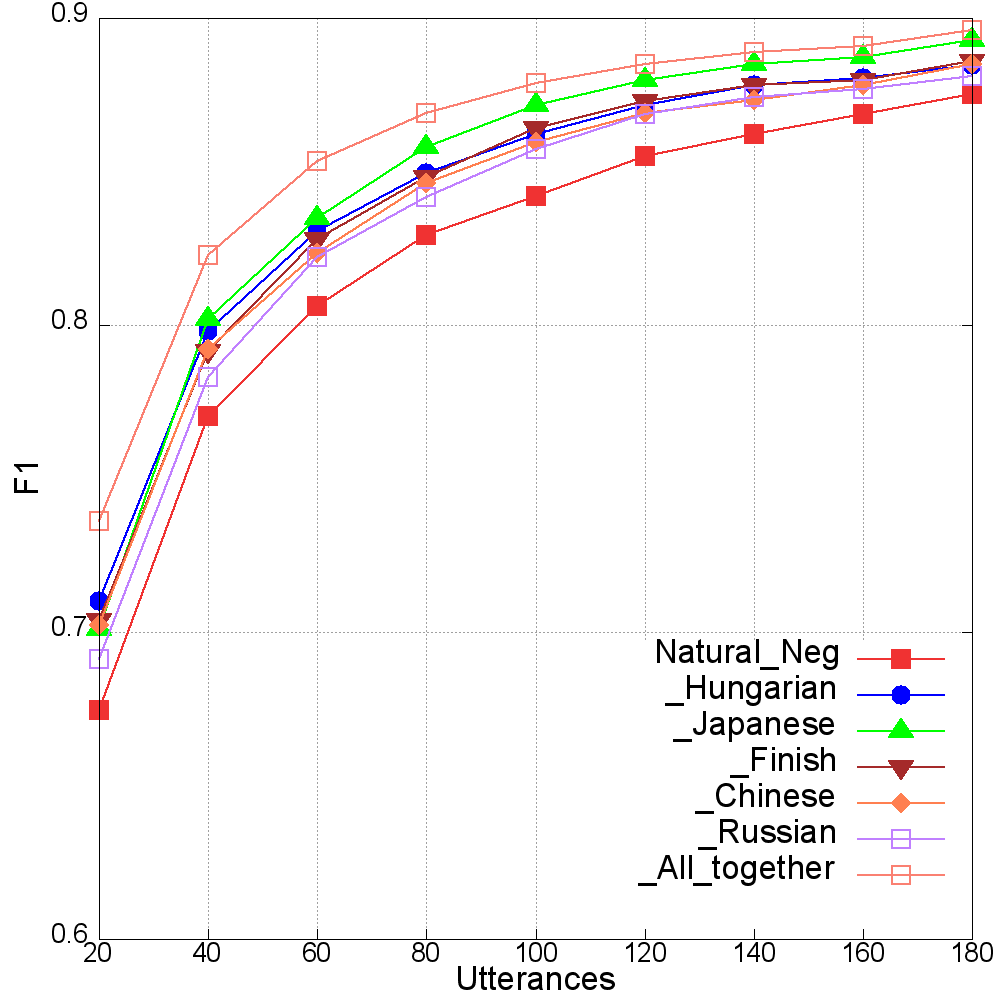 0.9
0.8
0.7
0.6
F1
20 40 60 80 100 120 140 160 180
Utterances
Natural_Neg
_Hungarian
_Japanese
_Finish
_Chinese
_Russian
_All_together